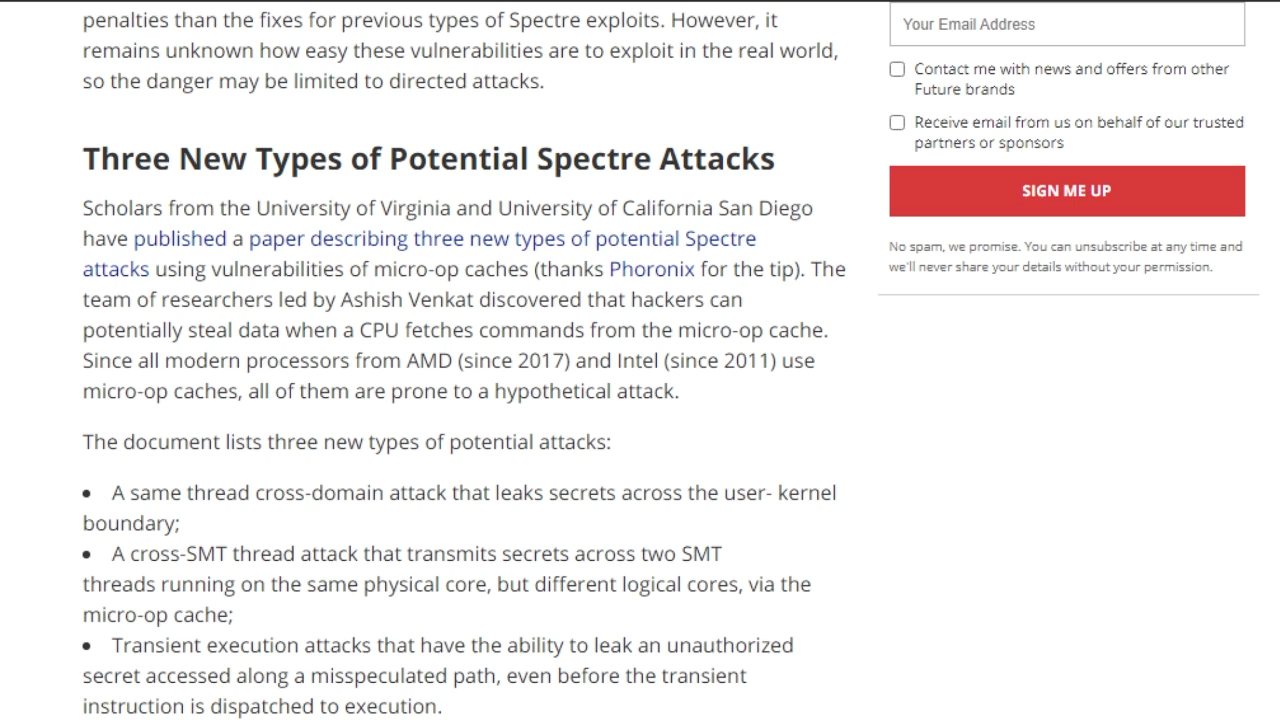 penalties than the fixes for previous types of Spectre exploits. However, it
remains unknown how easy these vulnerabilities are to exploit in the real world,
so the danger may be limited to directed attacks.
Three New Types of Potential Spectre Attacks
Scholars from the University of Virginia and University of California San Diego
have published a paper describing three new types of potential Spectre
attacks using vulnerabilities of micro-op caches (thanks Phoronix for the tip). The
team of researchers led by Ashish Venkat discovered that hackers can
potentially steal data when a CPU fetches commands from the micro-op cache.
Since all modern processors from AMD (since 2017) and Intel (since 2011) use
micro-op caches, all of them are prone to a hypothetical attack.
The document lists three new types of potential attacks:
• A same thread cross-domain attack that leaks secrets across the user- kernel
boundary;
• A cross-SMT thread attack that transmits secrets across two SMT
threads running on the same physical core, but different logical cores, via the
micro-op cache;
• Transient execution attacks that have the ability to leak an unauthorized
secret accessed along a misspeculated path, even before the transient
instruction is dispatched to execution.
Your Email Address
Contact me with news and offers from other
Future brands
Receive email from us on behalf of our trusted
partners or sponsors
SIGN ME UP
No spam, we promise. You can unsubscribe at any time and
we'll never share your details without your permission.